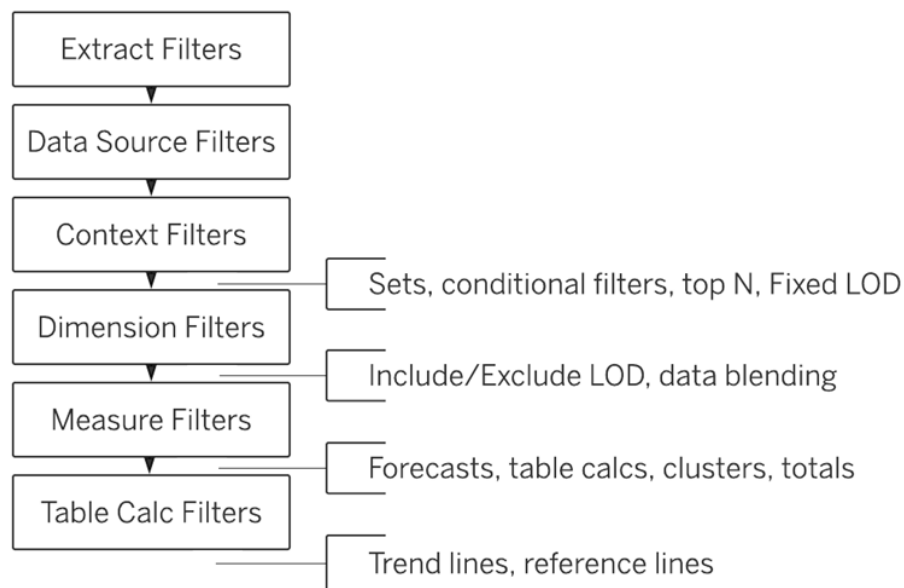 Extract Filters
Data Source Filters
Context Filters
Sets, conditional filters, top N, Fixed LOD
Dimension Filters
Include/Exclude LOD, data blending
Measure Filters
Forecasts, table calcs, clusters, totals
Table Calc Filters
Trend lines, reference lines